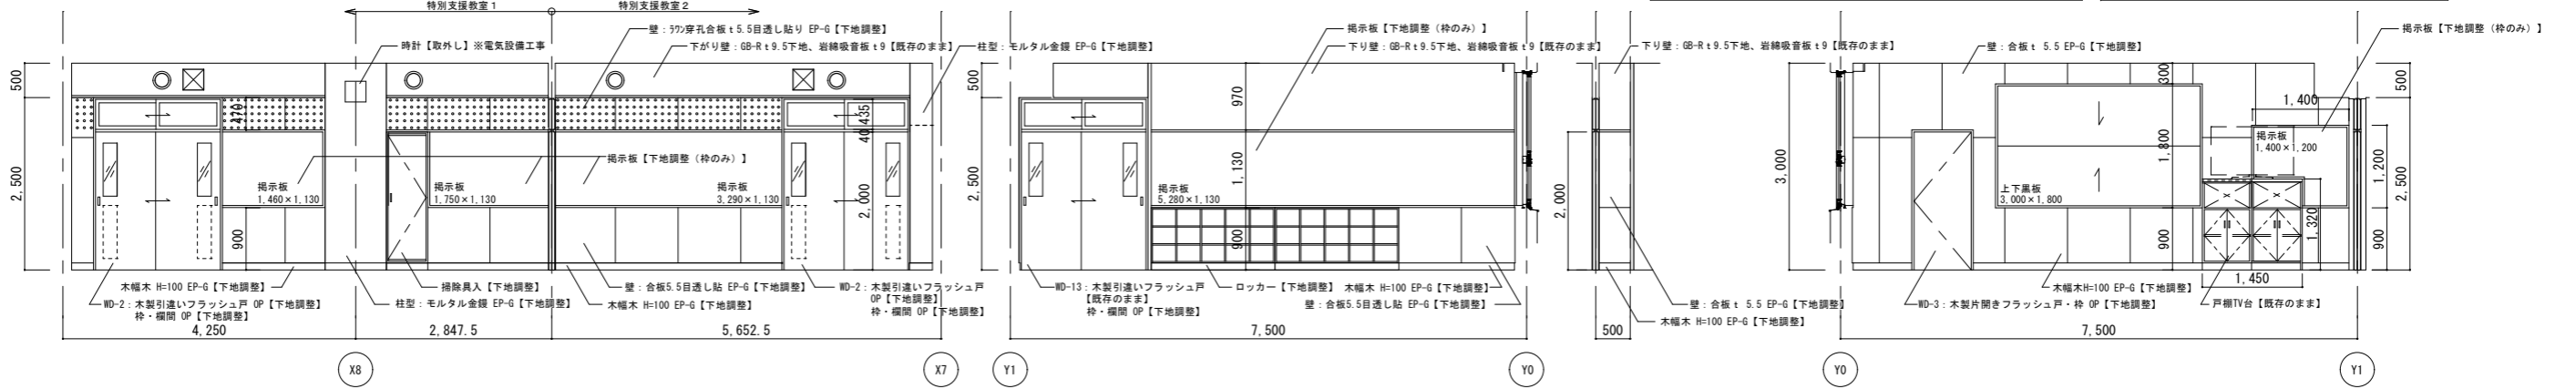 特別支援教室１
特別支援教室２
時計【取外し】※電気設備工事
壁：ﾗﾜﾝ穿孔合板ｔ5.5目透し貼り EP-G【下地調整】
下がり壁：GB-Rｔ9.5下地、岩綿吸音板ｔ9【既存のまま】
柱型：モルタル金鏝 EP-G【下地調整】
500
2,500
470
435
40
2,000
900
掲示板【下地調整（枠のみ）】
掲示板
1,460×1,130
掲示板
1,750×1,130
掲示板
3,290×1,130
木幅木 H=100 EP-G【下地調整】
WD-2：木製引違いフラッシュ戸 OP【下地調整】
枠・欄間 OP【下地調整】
掃除具入【下地調整】
柱型：モルタル金鏝 EP-G【下地調整】
壁：合板5.5目透し貼 EP-G【下地調整】
木幅木 H=100 EP-G【下地調整】
WD-2：木製引違いフラッシュ戸
OP【下地調整】
枠・欄間 OP【下地調整】
4,250
2,847.5
5,652.5
X8
X7
掲示板【下地調整（枠のみ）】
下り壁：GB-Rｔ9.5下地、岩綿吸音板ｔ9【既存のまま】
500
2,500
970
1,130
900
掲示板
5,280×1,130
WD-13：木製引違いフラッシュ戸
【既存のまま】
枠・欄間 OP【下地調整】
ロッカー【下地調整】
木幅木 H=100 EP-G【下地調整】
壁：合板5.5目透し貼 EP-G【下地調整】
7,500
Y1
Y0
下り壁：GB-Rｔ9.5下地、岩綿吸音板ｔ9【既存のまま】
2,000
壁：合板ｔ 5.5 EP-G【下地調整】
木幅木 H=100 EP-G【下地調整】
500
壁：合板ｔ 5.5 EP-G【下地調整】
掲示板【下地調整（枠のみ）】
3,000
300
1,800
900
1,400
500
1,200
2,500
900
1,320
掲示板
1,400×1,200
上下黒板
3,000×1,800
1,450
木幅木H=100 EP-G【下地調整】
WD-3：木製片開きフラッシュ戸・枠 OP【下地調整】
戸棚TV台【既存のまま】
7,500
Y0
Y1